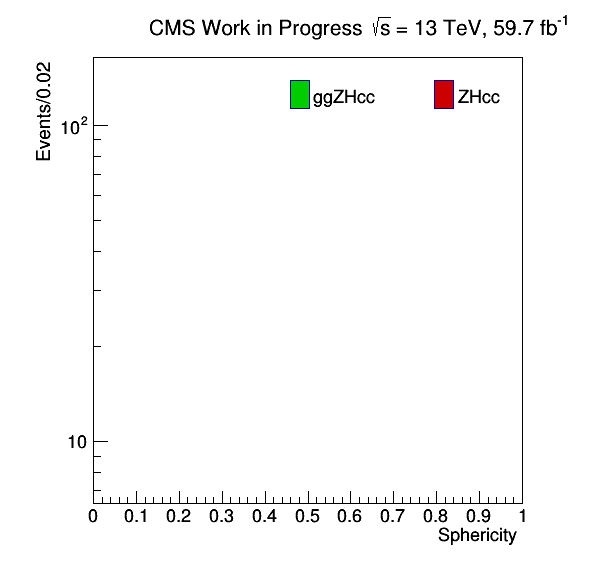 CMS Work in Progress √s = 13 TeV, 59.7 fb⁻¹
Events/0.02
ggZHcc ZHcc
10²
10
0 0.1 0.2 0.3 0.4 0.5 0.6 0.7 0.8 0.9 1
Sphericity